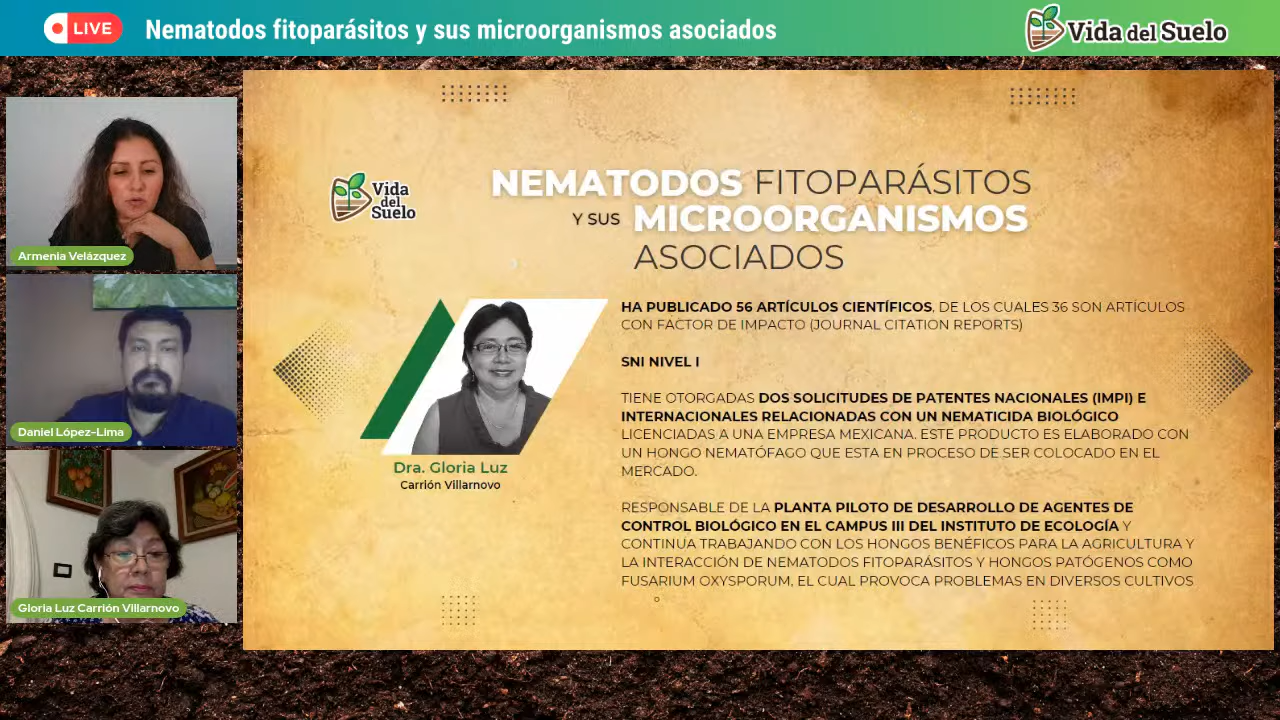 LIVE
Nematodos fitoparásitos y sus microorganismos asociados
Vida del Suelo
Armenia Velázquez
Daniel López-Lima
Gloria Luz Carrión Villarnovo
Vida
del
Suelo
NEMATODOS FITOPARÁSITOS
Y SUS MICROORGANISMOS
ASOCIADOS
Dra. Gloria Luz
Carrión Villarnovo
HA PUBLICADO 56 ARTÍCULOS CIENTÍFICOS, DE LOS CUALES 36 SON ARTÍCULOS
CON FACTOR DE IMPACTO (JOURNAL CITATION REPORTS)
SNI NIVEL I
TIENE OTORGADAS DOS SOLICITUDES DE PATENTES NACIONALES (IMPI) E
INTERNACIONALES RELACIONADAS CON UN NEMATICIDA BIOLÓGICO
LICENCIADAS A UNA EMPRESA MEXICANA. ESTE PRODUCTO ES ELABORADO CON
UN HONGO NEMATÓFAGO QUE ESTA EN PROCESO DE SER COLOCADO EN EL
MERCADO.
RESPONSABLE DE LA PLANTA PILOTO DE DESARROLLO DE AGENTES DE
CONTROL BIOLÓGICO EN EL CAMPUS III DEL INSTITUTO DE ECOLOGÍA Y
CONTINUA TRABAJANDO CON LOS HONGOS BENÉFICOS PARA LA AGRICULTURA Y
LA INTERACCIÓN DE NEMATODOS FITOPARÁSITOS Y HONGOS PATÓGENOS COMO
FUSARIUM OXYSPORUM, EL CUAL PROVOCA PROBLEMAS EN DIVERSOS CULTIVOS